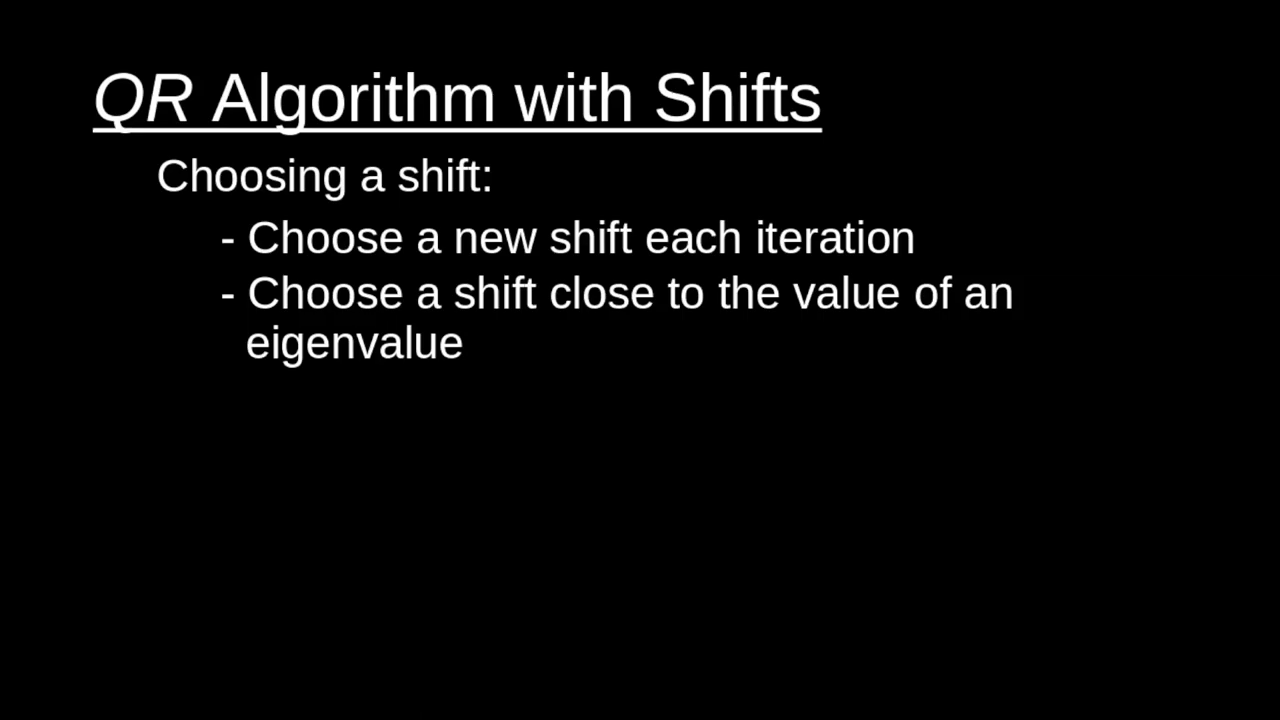 QR Algorithm with Shifts
Choosing a shift:
- Choose a new shift each iteration
- Choose a shift close to the value of an
eigenvalue